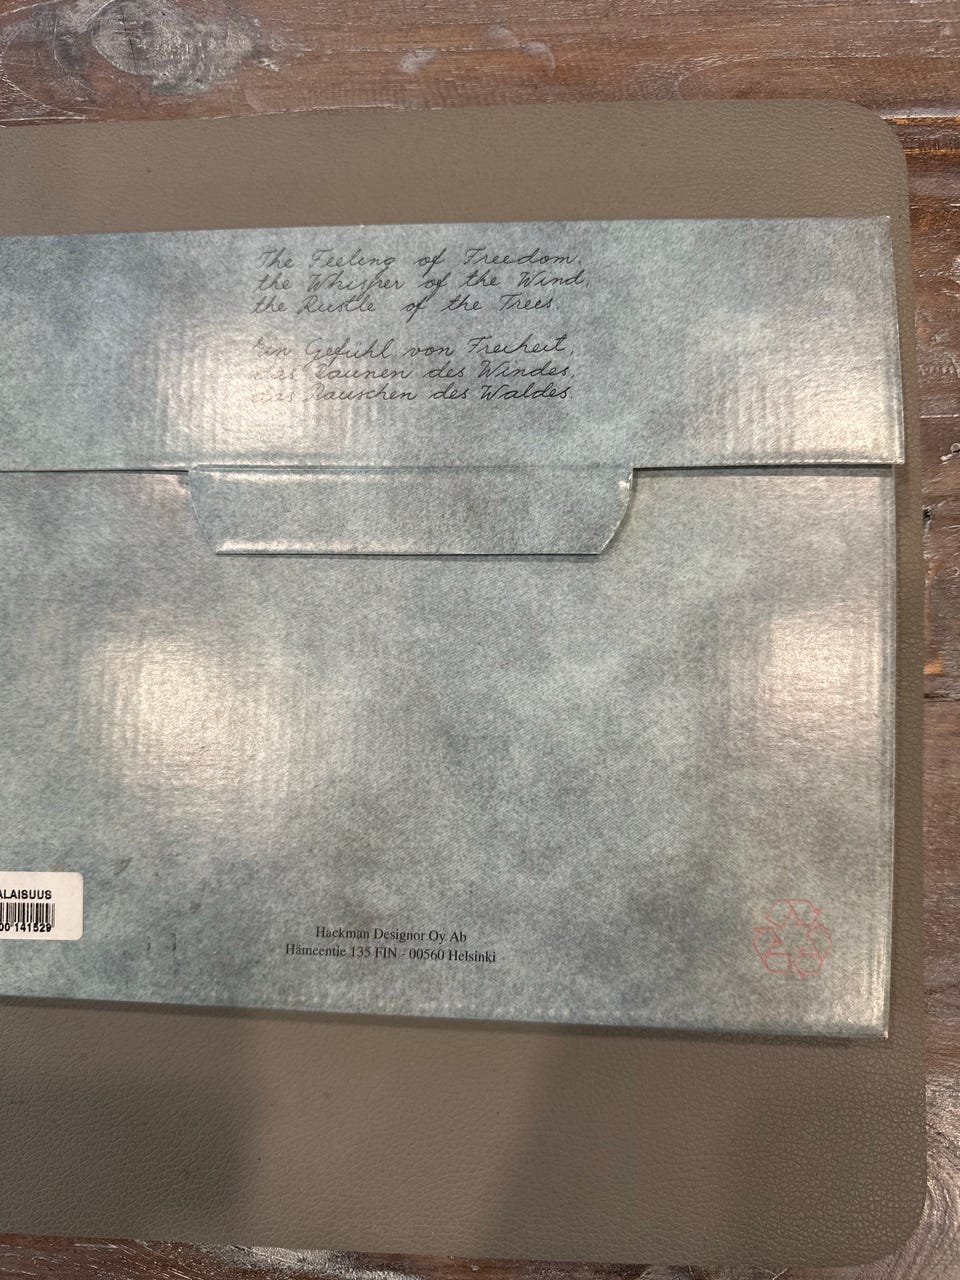 The Feeling of Freedom,
the Whisper of the Wind,
the Rustle of the Trees.
Ein Gefühl von Freiheit,
das Raunen des Windes,
das Rauschen des Waldes.
ALAISUUS
00 141529
Hackman Designor Oy Ab
Hämeentie 135 FIN - 00560 Helsinki